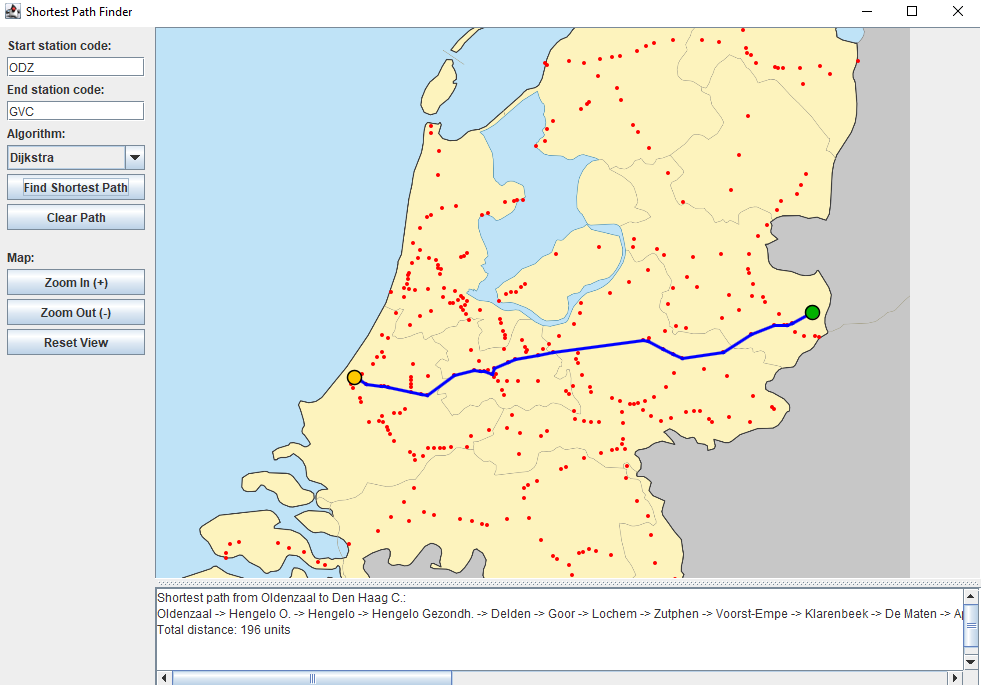 Shortest Path Finder
Start station code:
ODZ
End station code:
GVC
Algorithm:
Dijkstra
Find Shortest Path
Clear Path
Map:
Zoom In (+)
Zoom Out (-)
Reset View
Shortest path from Oldenzaal to Den Haag C.:
Oldenzaal -> Hengelo O. -> Hengelo -> Hengelo Gezondh. -> Delden -> Goor -> Lochem -> Zutphen -> Voorst-Empe -> Klarenbeek -> De Maten ->
Total distance: 196 units